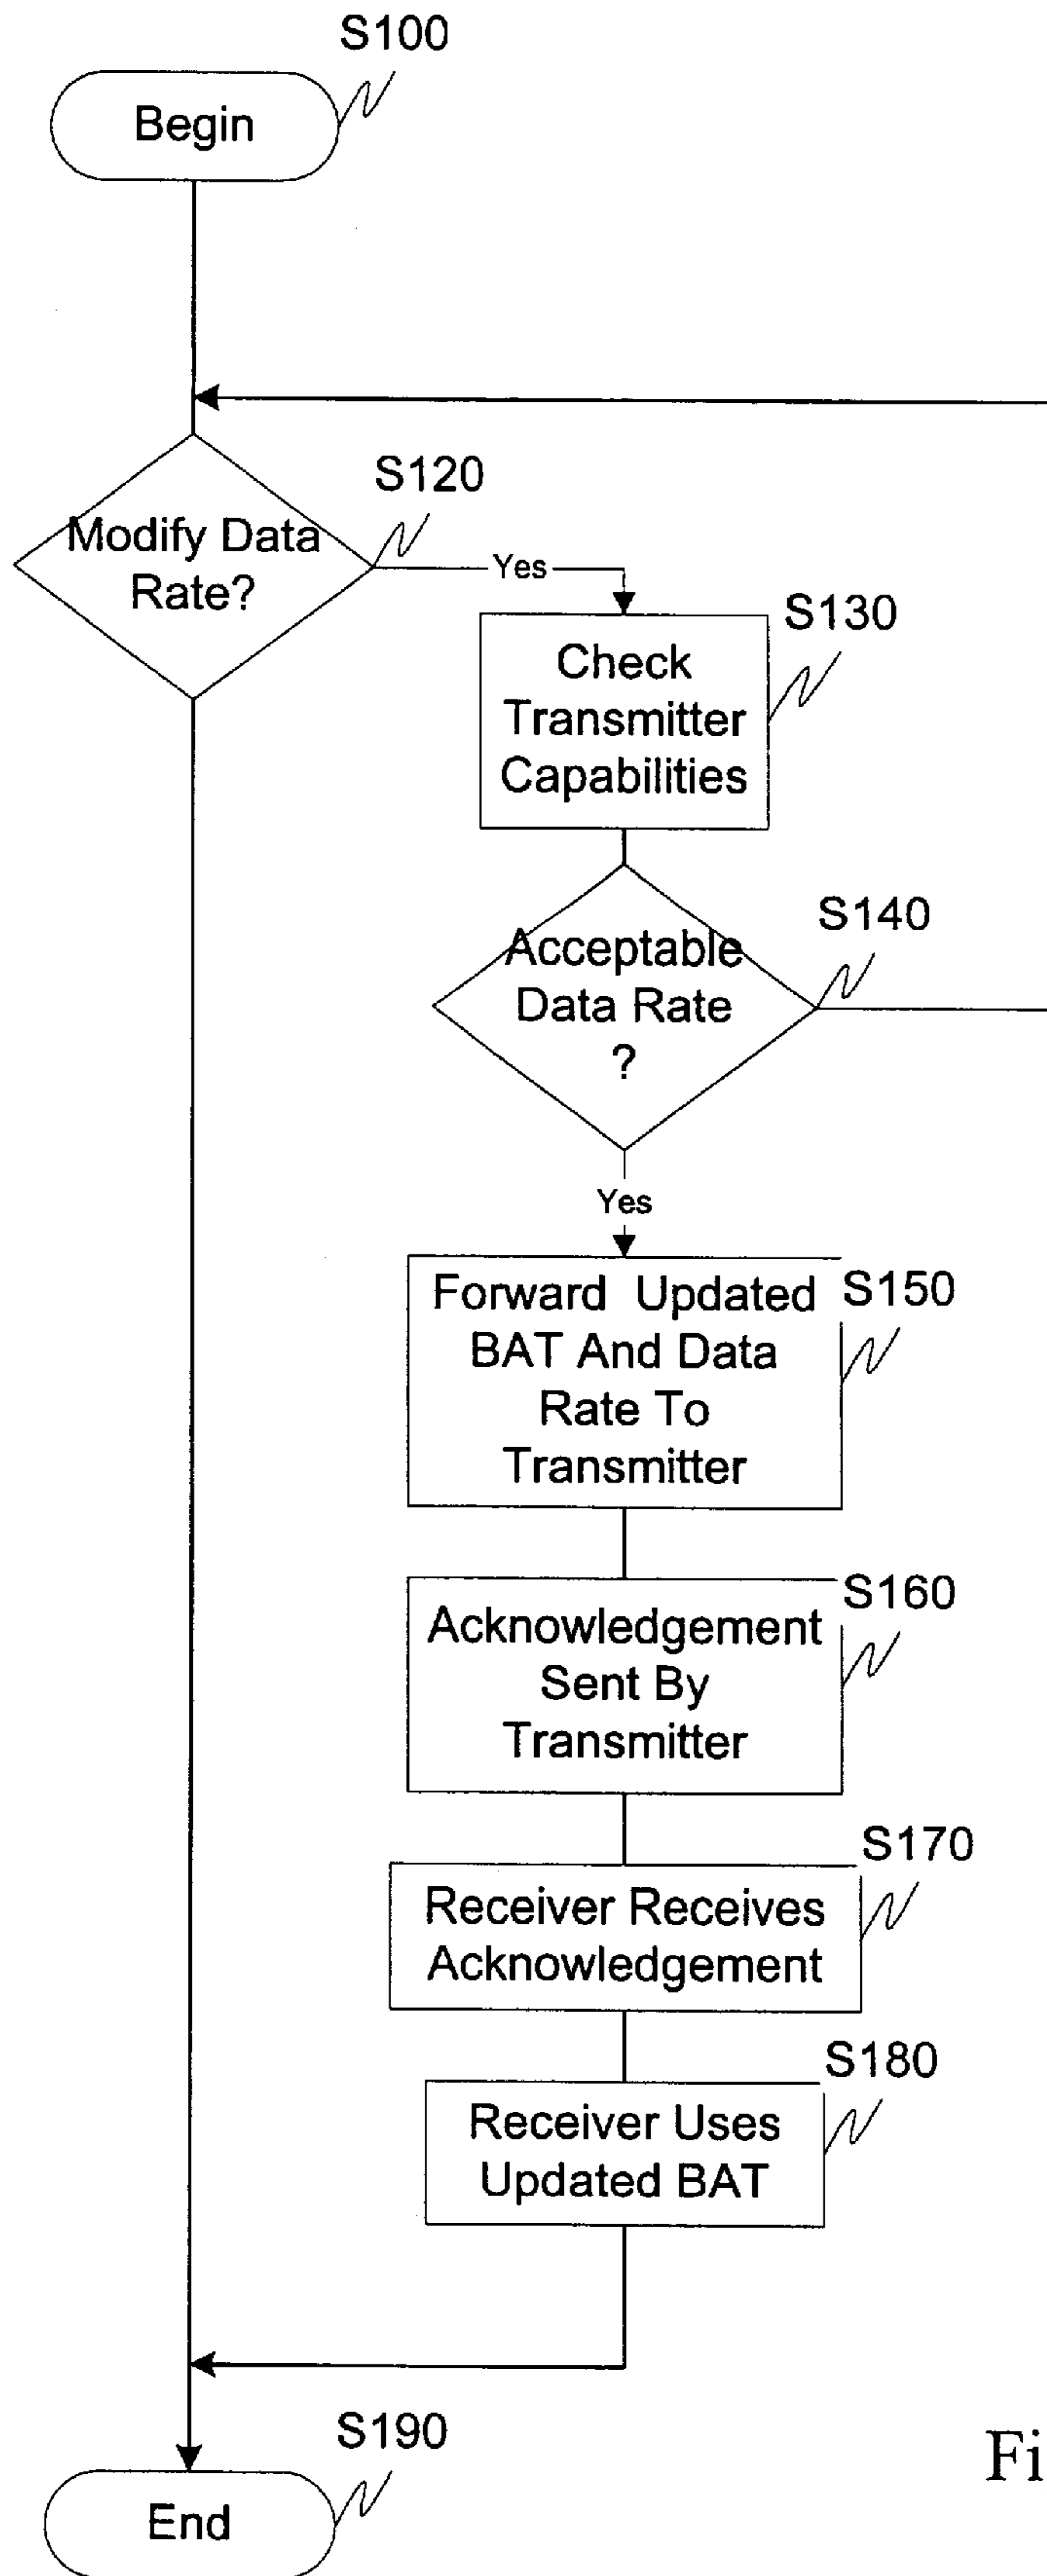 S100
Begin
S120
Modify Data
Rate?
Yes
S130
Check
Transmitter
Capabilities
S140
Acceptable
Data Rate
?
Yes
S150
Forward Updated
BAT And Data
Rate To
Transmitter
S160
Acknowledgement
Sent By
Transmitter
S170
Receiver Receives
Acknowledgement
S180
Receiver Uses
Updated BAT
S190
End
Fi